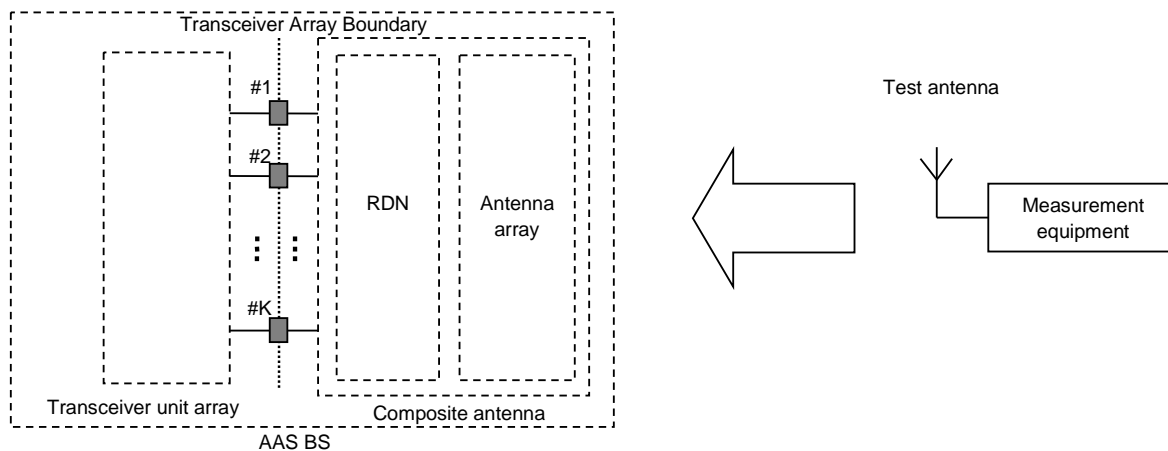 Transceiver Array Boundary
#1
#2
#K
RDN
Antenna
array
Transceiver unit array
Composite antenna
AAS BS
Test antenna
Measurement
equipment